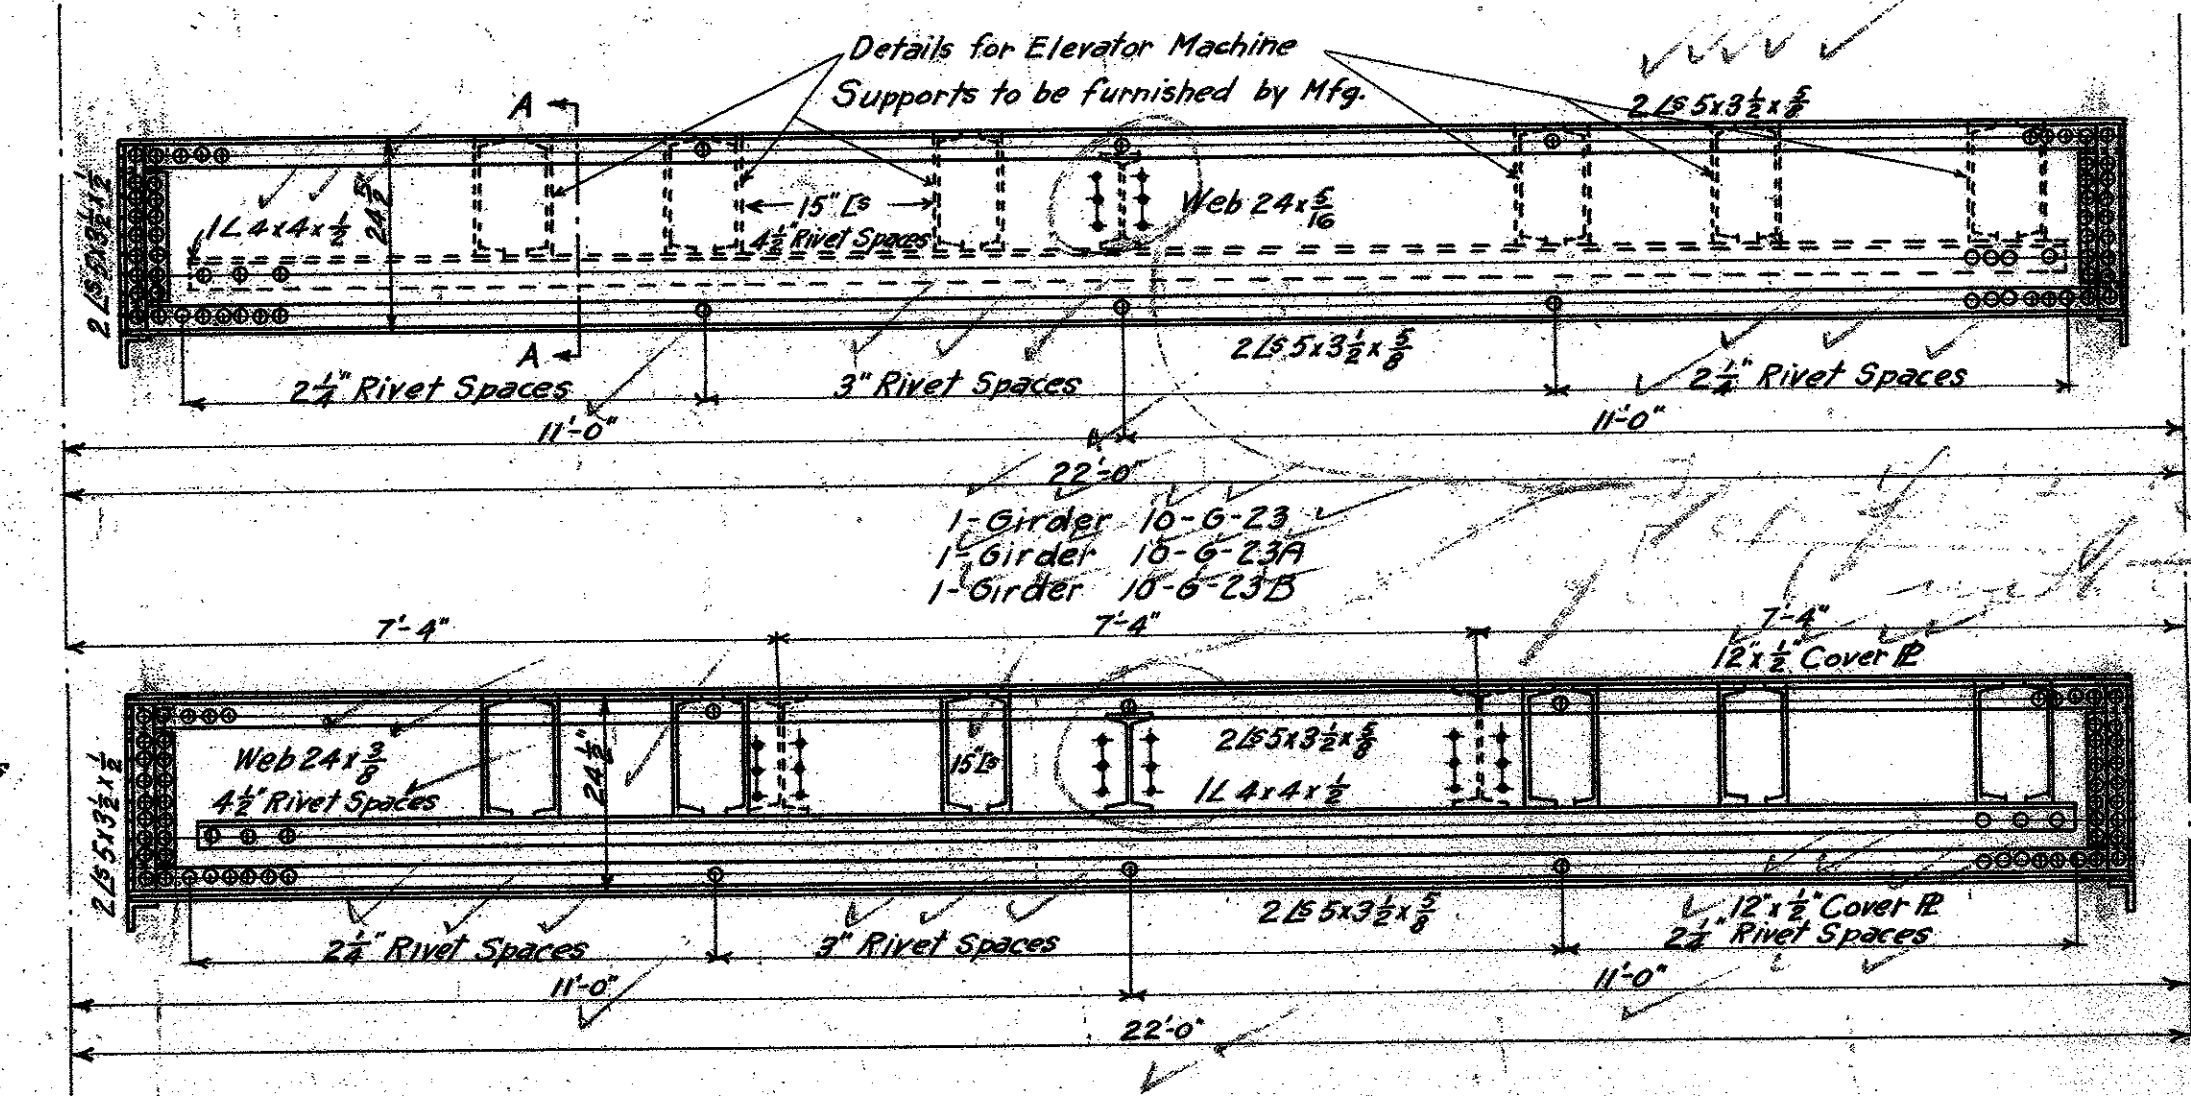 Details for Elevator Machine
Supports to be furnished by Mfg.
A
2 Ls 5x3½x⅝
2 Ls 5x3½x½
1L 4x4x½
24½"
15" [s
4½" Rivet Spaces
Web 24x5/16
A
2 Ls 5x3½x⅝
2¼" Rivet Spaces
3" Rivet Spaces
2¼" Rivet Spaces
11'-0"
11'-0"
22'-0"
1-Girder 10-G-23
1-Girder 10-G-23A
1-Girder 10-G-23B
7'-4"
7'-4"
7'-4"
12"x½" Cover PL
2 Ls 5x3½x½
Web 24x⅜
4½" Rivet Spaces
24½"
15" [s
2 Ls 5x3½x⅝
1L 4x4x½
2 Ls 5x3½x⅝
12"x½" Cover PL
2¼" Rivet Spaces
3" Rivet Spaces
2¼" Rivet Spaces
11'-0"
11'-0"
22'-0"